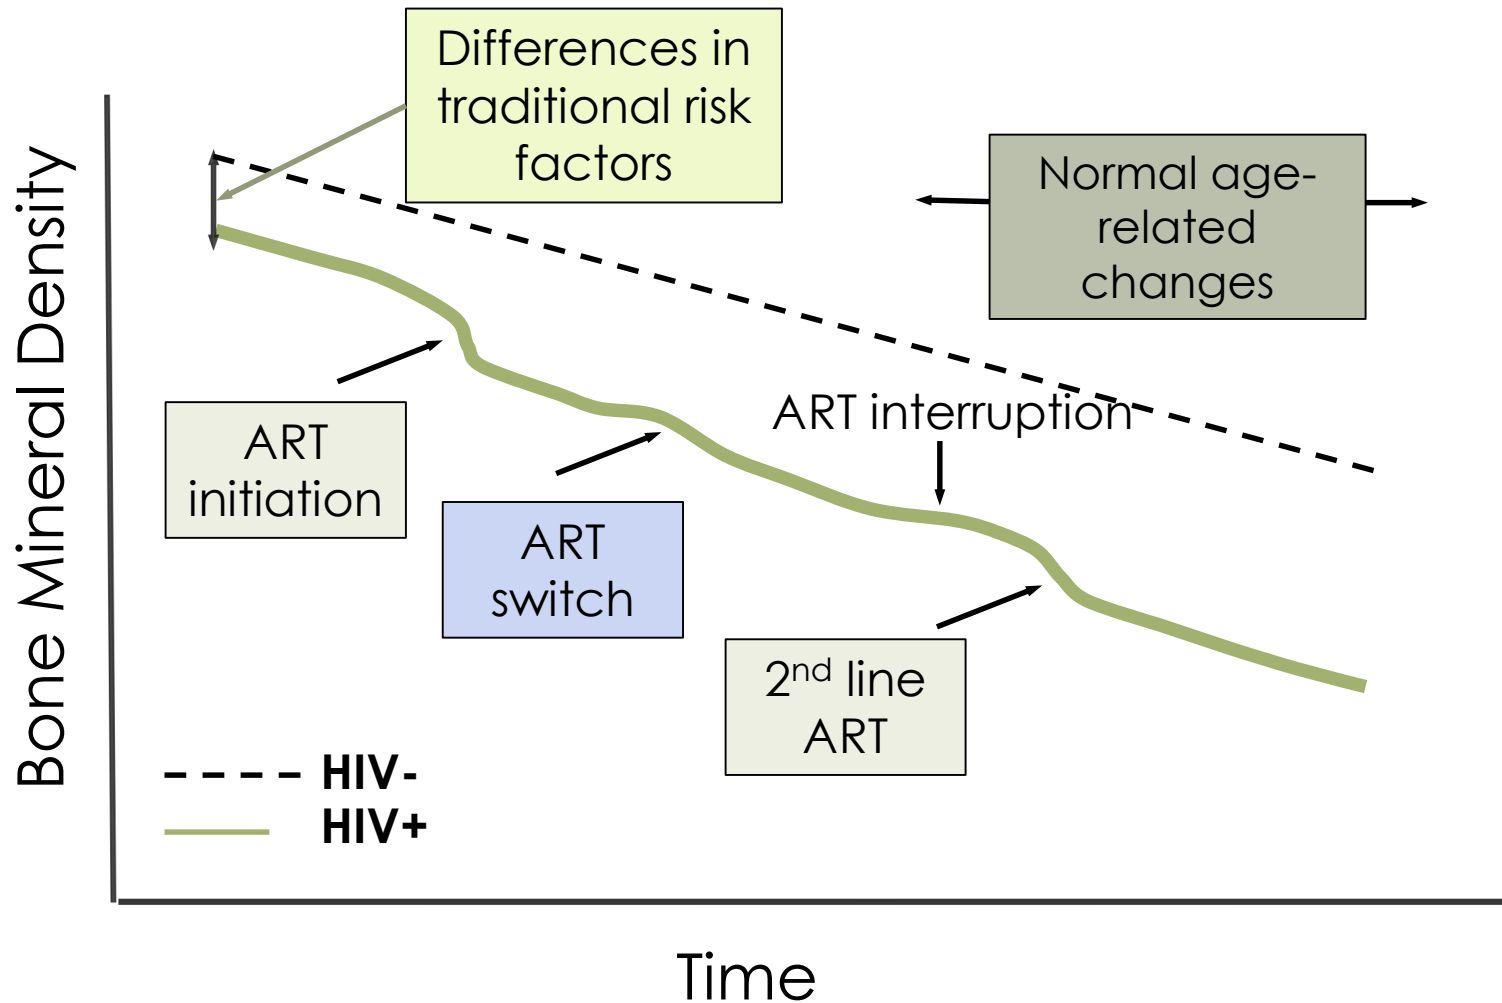 Differences in
traditional risk
factors
Normal age-
related
changes
Bone Mineral Density
ART
initiation
ART interruption
ART
switch
2nd line
ART
HIV-
HIV+
Time